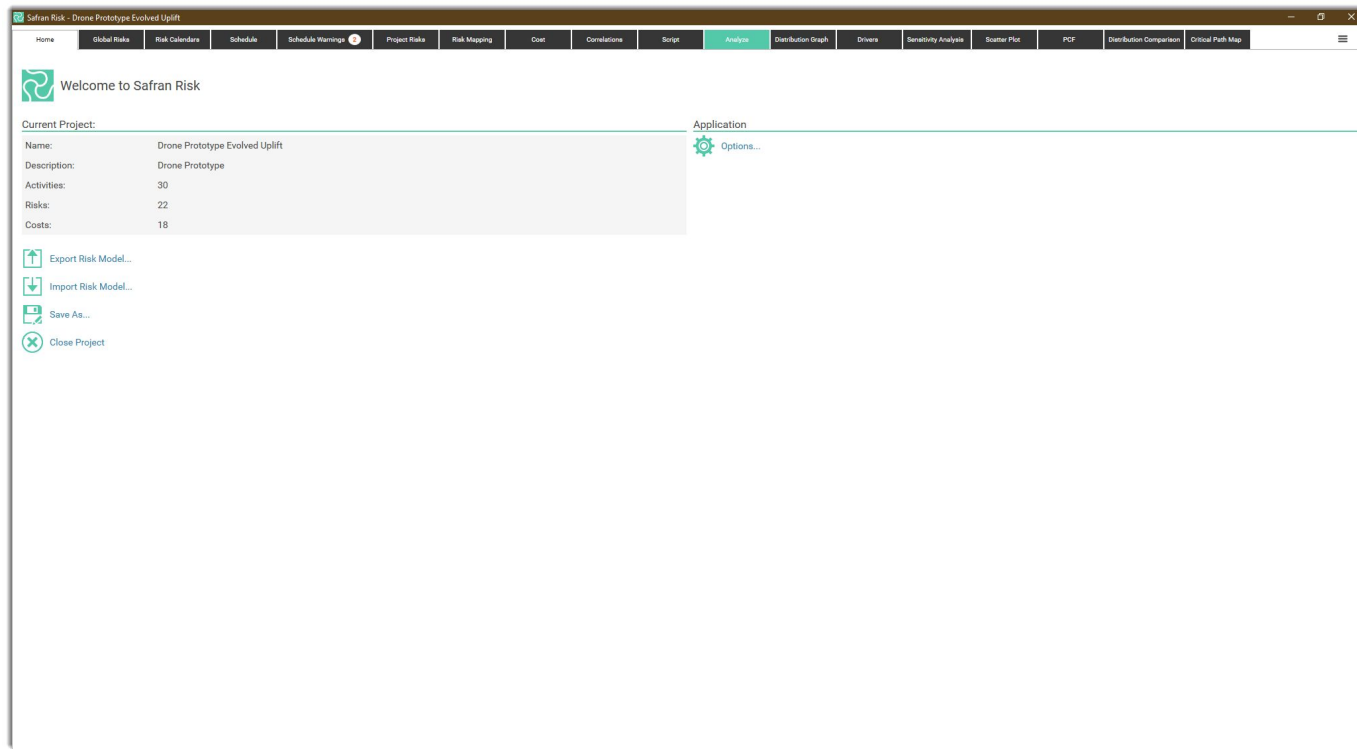 Safran Risk - Drone Prototype Evolved Uplift
Home Global Risks Risk Calendars Schedule Schedule Warnings 2 Project Risks Risk Mapping Cost Correlations Script Analyze Distribution Graph Drivers Sensitivity Analysis Scatter Plot PCF Distribution Comparison Critical Path Map
Welcome to Safran Risk
Current Project: Application
Name: Drone Prototype Evolved Uplift Options...
Description: Drone Prototype
Activities: 30
Risks: 22
Costs: 18
Export Risk Model...
Import Risk Model...
Save As...
Close Project